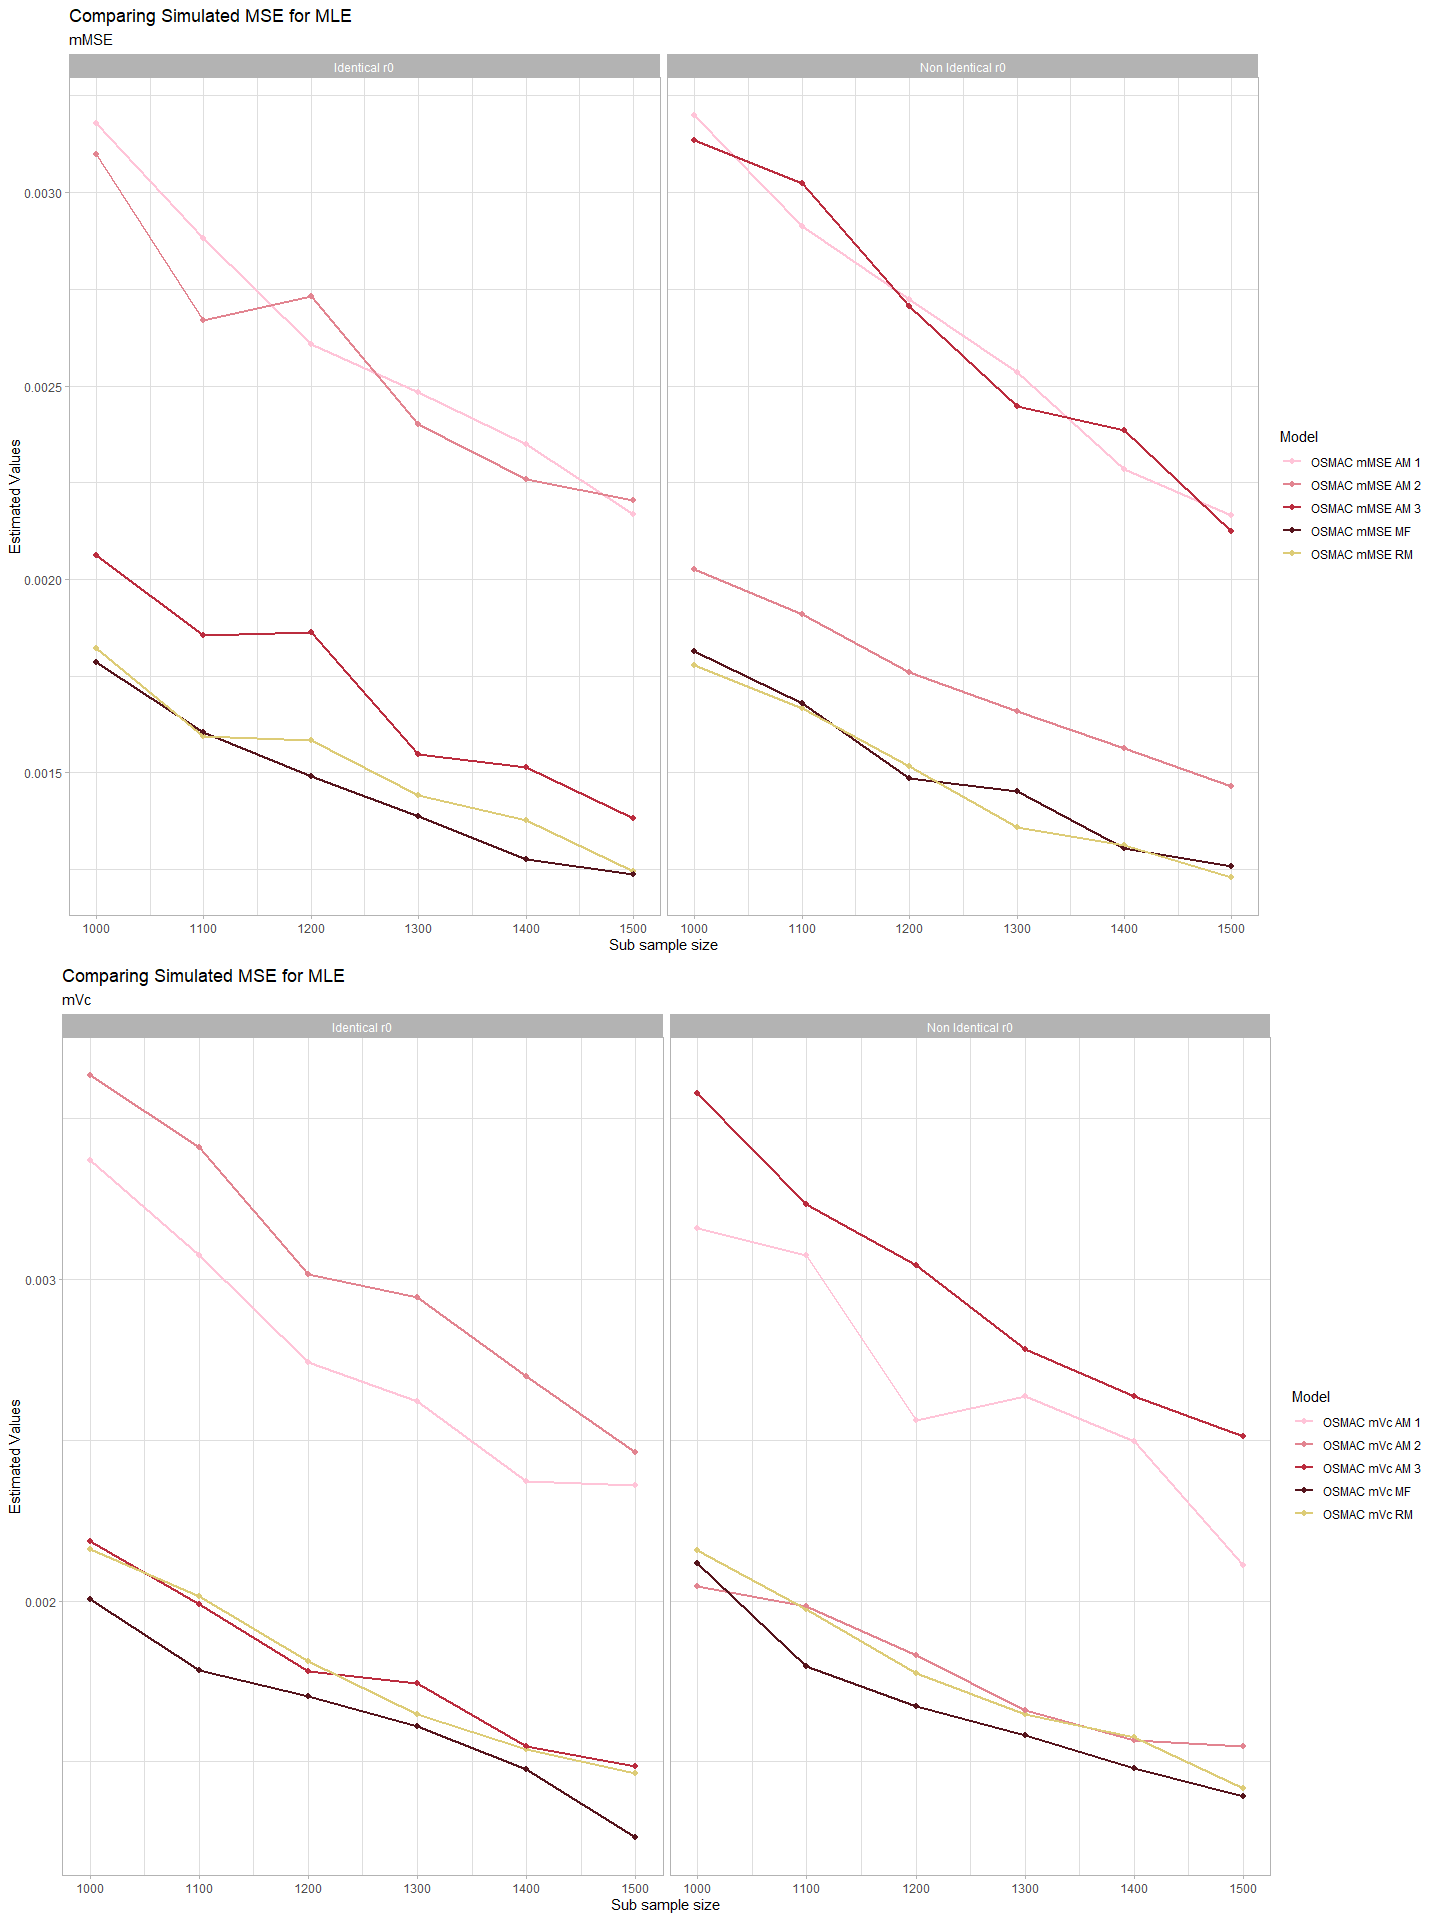 Comparing Simulated MSE for MLE
mMSE
Identical r0
Non Identical r0
0.0030
0.0025
0.0020
0.0015
Estimated Values
1000 1100 1200 1300 1400 1500
1000 1100 1200 1300 1400 1500
Sub sample size
Model
OSMAC mMSE AM 1
OSMAC mMSE AM 2
OSMAC mMSE AM 3
OSMAC mMSE MF
OSMAC mMSE RM
Comparing Simulated MSE for MLE
mVc
Identical r0
Non Identical r0
0.003
0.002
Estimated Values
1000 1100 1200 1300 1400 1500
1000 1100 1200 1300 1400 1500
Sub sample size
Model
OSMAC mVc AM 1
OSMAC mVc AM 2
OSMAC mVc AM 3
OSMAC mVc MF
OSMAC mVc RM